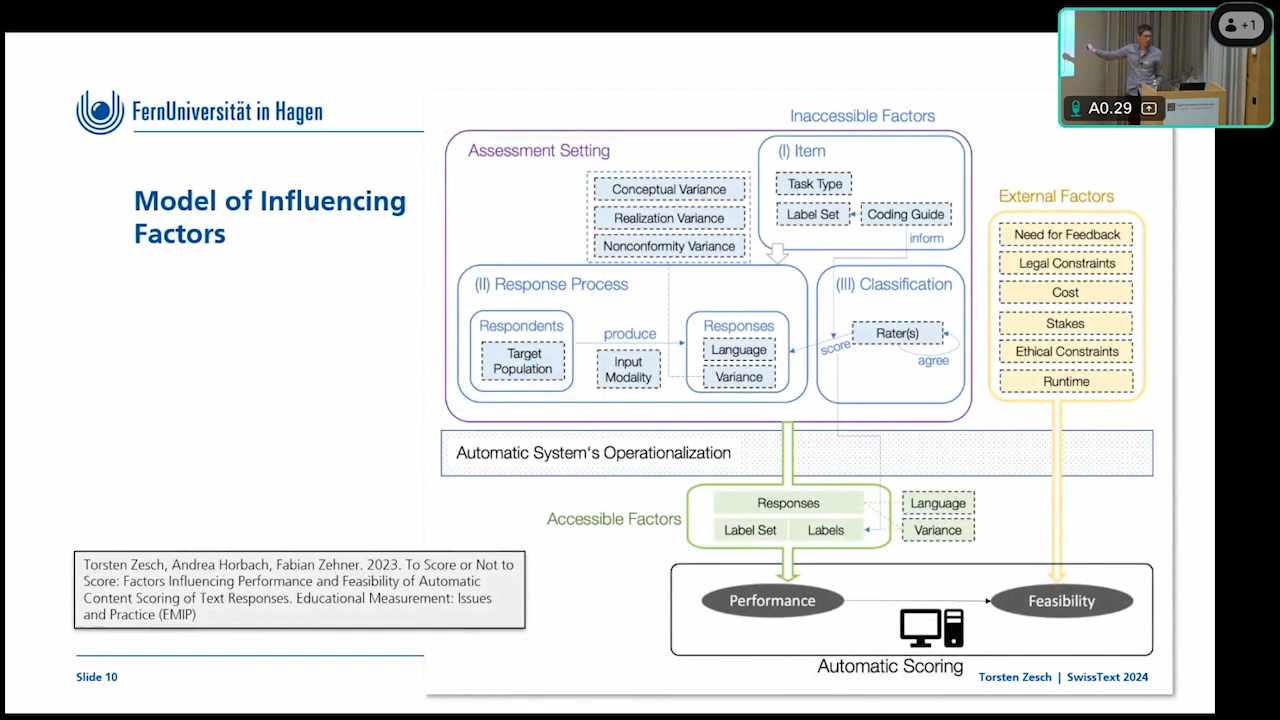 +1
A0.29
FernUniversität in Hagen
Model of Influencing
Factors
Inaccessible Factors
Assessment Setting
(I) Item
Task Type
Label Set
Coding Guide
inform
Conceptual Variance
Realization Variance
Nonconformity Variance
External Factors
Need for Feedback
Legal Constraints
Cost
Stakes
Ethical Constraints
Runtime
(II) Response Process
Respondents
Target
Population
produce
Input
Modality
Responses
Language
Variance
(III) Classification
Rater(s)
score
agree
Automatic System's Operationalization
Accessible Factors
Responses
Label Set
Labels
Language
Variance
Performance
Feasibility
Automatic Scoring
Torsten Zesch, Andrea Horbach, Fabian Zehner. 2023. To Score or Not to
Score: Factors Influencing Performance and Feasibility of Automatic
Content Scoring of Text Responses. Educational Measurement: Issues
and Practice (EMIP)
Slide 10
Torsten Zesch | SwissText 2024